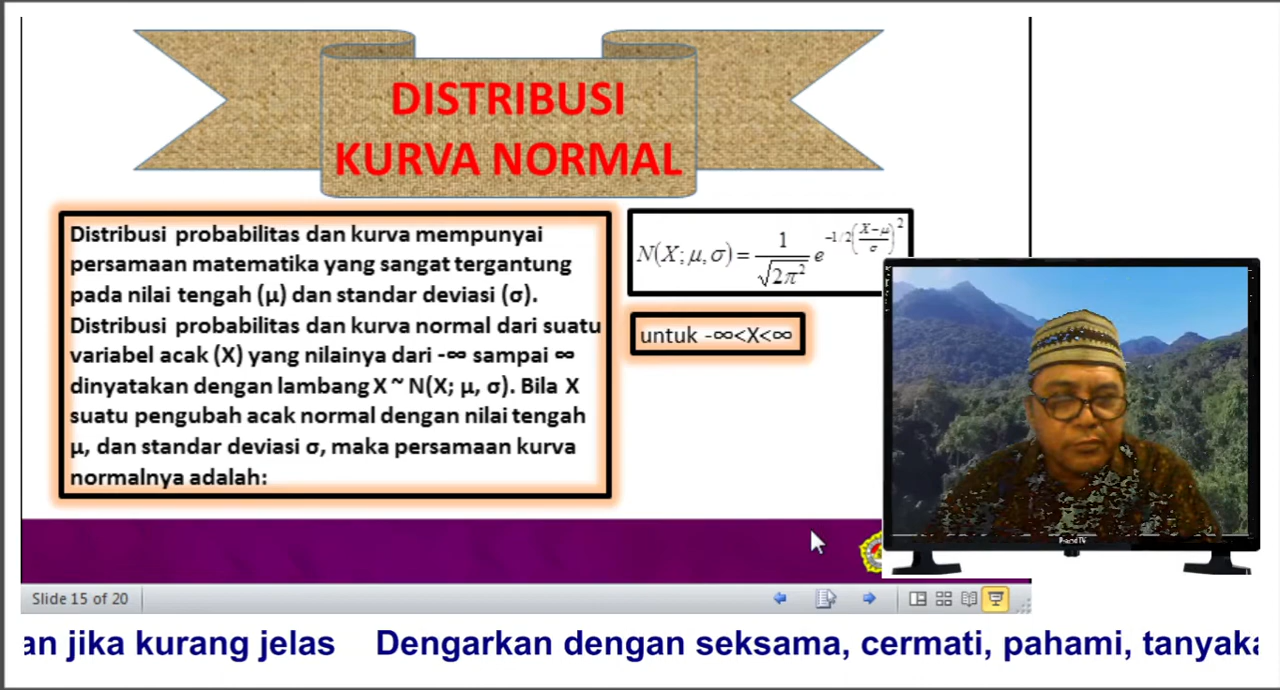 DISTRIBUSI
KURVA NORMAL
Distribusi probabilitas dan kurva mempunyai
persamaan matematika yang sangat tergantung
pada nilai tengah (μ) dan standar deviasi (σ).
Distribusi probabilitas dan kurva normal dari suatu
variabel acak (X) yang nilainya dari -∞ sampai ∞
dinyatakan dengan lambang X ~ N(X; μ, σ). Bila X
suatu pengubah acak normal dengan nilai tengah
μ, dan standar deviasi σ, maka persamaan kurva
normalnya adalah:
N(X; μ, σ) = 1/√2π² e^-1/2(X-μ/σ)²
untuk -∞<X<∞
Slide 15 of 20
an jika kurang jelas Dengarkan dengan seksama, cermati, pahami, tanyaka